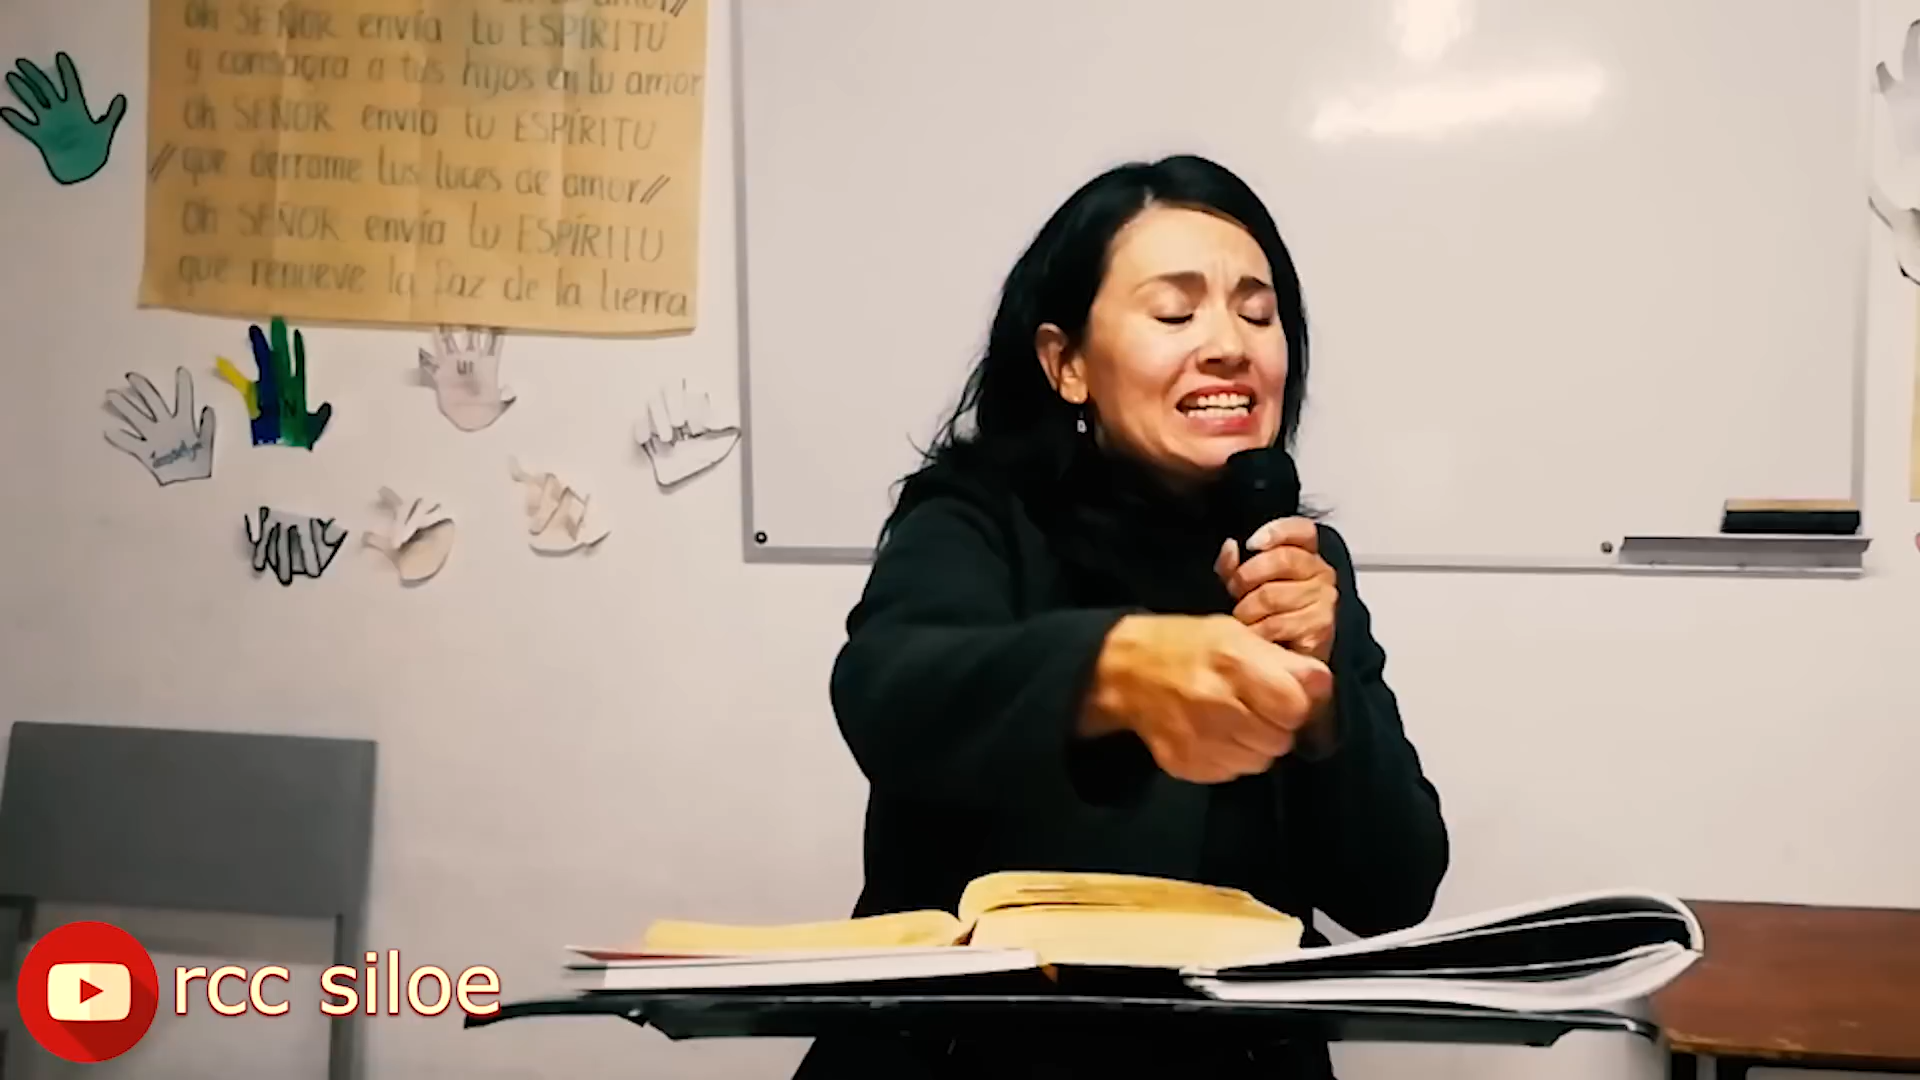 amor//
oh SEÑOR envía tu ESPÍRITU
y consagra a tus hijos en tu amor
oh SEÑOR envía tu ESPÍRITU
// que derrame tus luces de amor //
oh SEÑOR envía tu ESPÍRITU
que renueve la faz de la tierra
rcc siloe